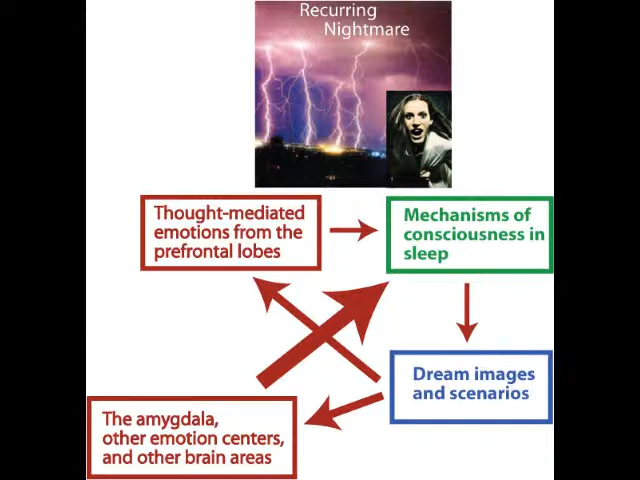 Recurring
Nightmare
Thought-mediated
emotions from the
prefrontal lobes
Mechanisms of
consciousness in
sleep
Dream images
and scenarios
The amygdala,
other emotion centers,
and other brain areas